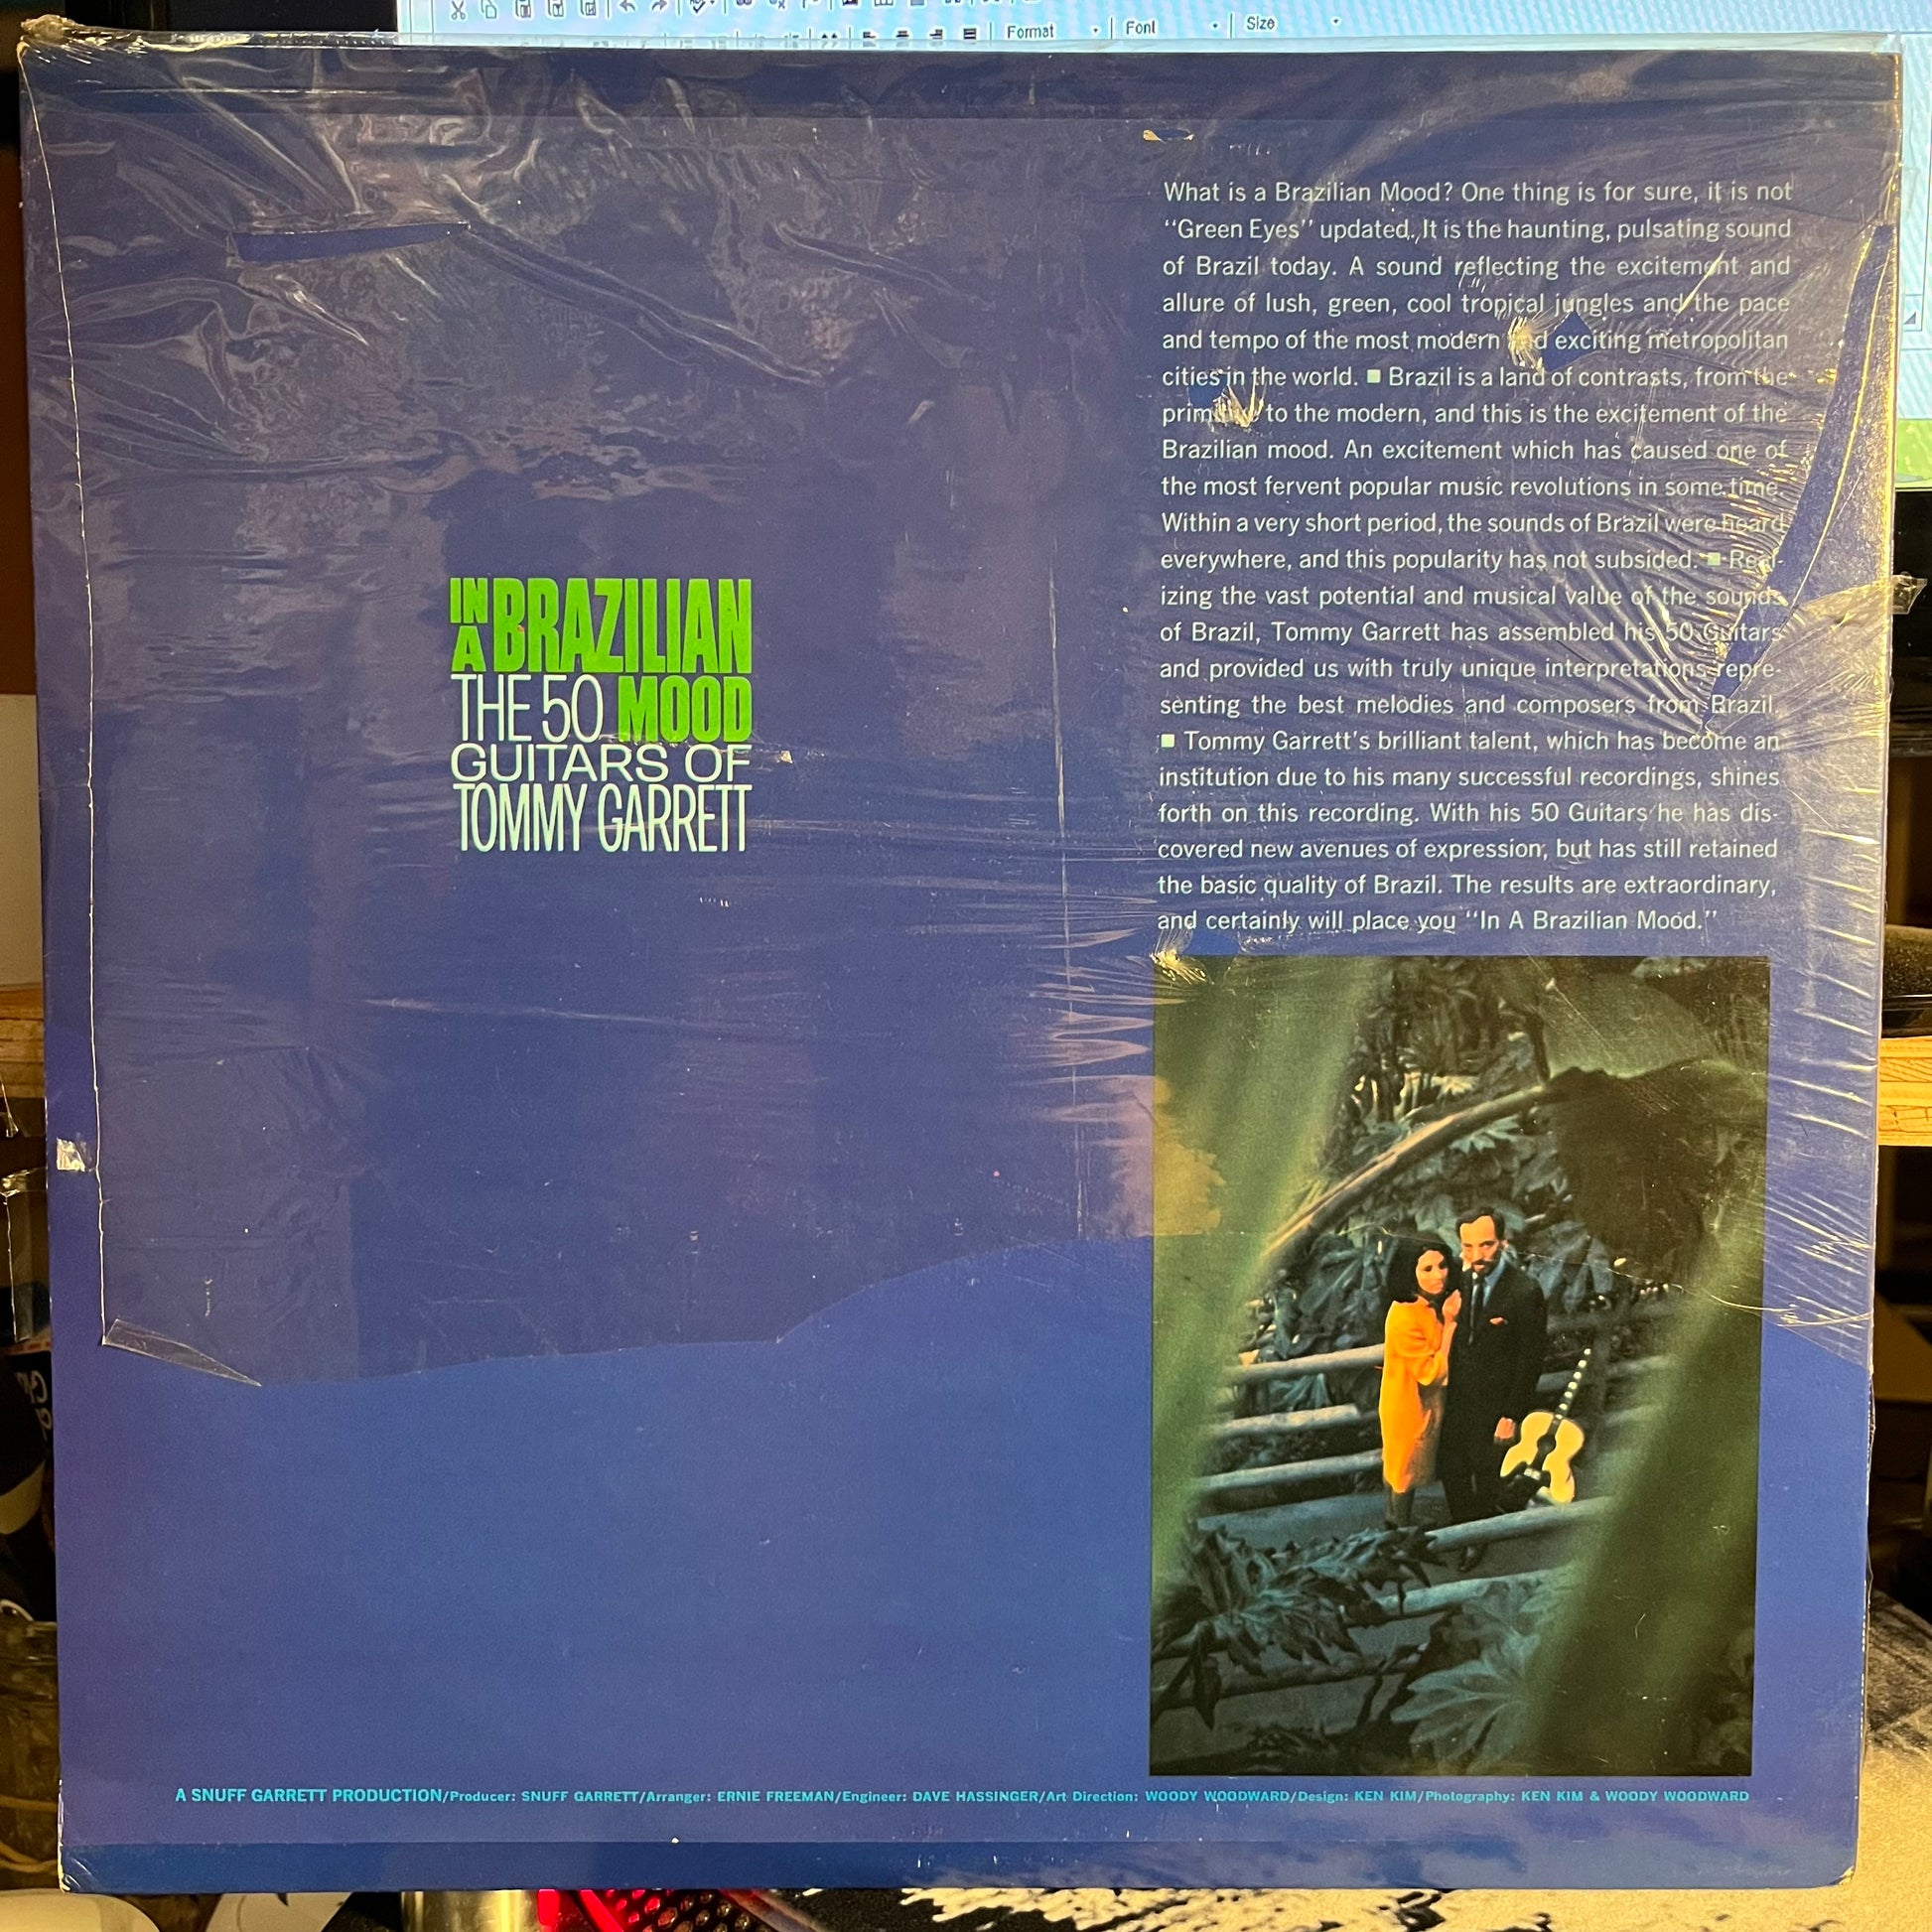 Format
Font
Size
IN
A BRAZILIAN
THE 50 MOOD
GUITARS OF
TOMMY GARRETT
What is a Brazilian Mood? One thing is for sure, it is not
“Green Eyes” updated. It is the haunting, pulsating sound
of Brazil today. A sound reflecting the excitement and
allure of lush, green, cool tropical jungles and the pace
and tempo of the most modern exciting metropolitan
cities in the world. ■ Brazil is a land of contrasts, from the
to the modern, and this is the excitement of the
Brazilian mood. An excitement which has caused one of
the most fervent popular music revolutions in some time.
Within a very short period, the sounds of Brazil were heard
everywhere, and this popularity has not subsided. ■ Real-
izing the vast potential and musical value of the sounds
of Brazil, Tommy Garrett has assembled his 50 Guitars
and provided us with truly unique interpretations repre-
senting the best melodies and composers from Brazil.
■ Tommy Garrett’s brilliant talent, which has become an
institution due to his many successful recordings, shines
forth on this recording. With his 50 Guitars he has dis-
covered new avenues of expression, but has still retained
the basic quality of Brazil. The results are extraordinary,
and certainly will place you “In A Brazilian Mood.”
A SNUFF GARRETT PRODUCTION/Producer: SNUFF GARRETT/Arranger: ERNIE FREEMAN/Engineer: DAVE HASSINGER/Art Direction: WOODY WOODWARD/Design: KEN KIM/Photography: KEN KIM & WOODY WOODWARD